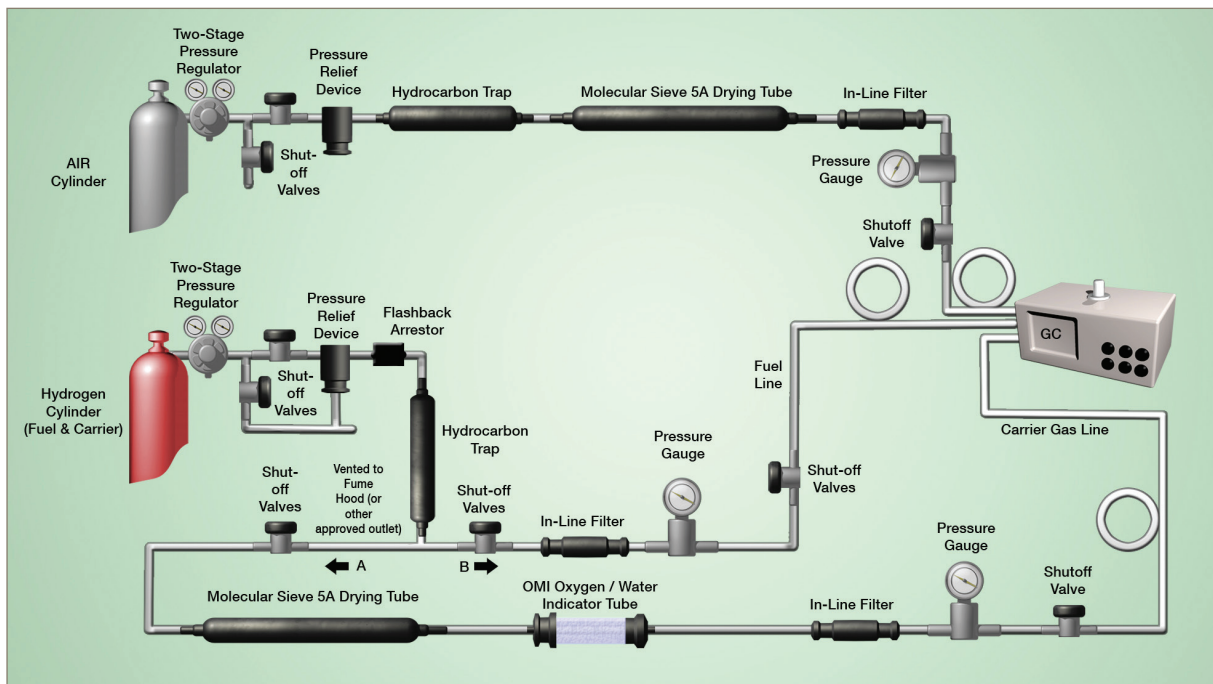 Two-Stage
Pressure
Regulator
Pressure
Relief
Device
Hydrocarbon Trap
Molecular Sieve 5A Drying Tube
In-Line Filter
AIR
Cylinder
Shut-
off
Valves
Pressure
Gauge
Shutoff
Valve
Two-Stage
Pressure
Regulator
Pressure
Relief
Device
Flashback
Arrestor
GC
Hydrogen
Cylinder
(Fuel & Carrier)
Shut-
off
Valves
Fuel
Line
Hydrocarbon
Trap
Carrier Gas Line
Shut-
off
Valves
Vented to
Fume
Hood (or
other
approved outlet)
Shut-off
Valves
Pressure
Gauge
Shut-off
Valves
In-Line Filter
A
B
Molecular Sieve 5A Drying Tube
OMI Oxygen / Water
Indicator Tube
In-Line Filter
Pressure
Gauge
Shutoff
Valve